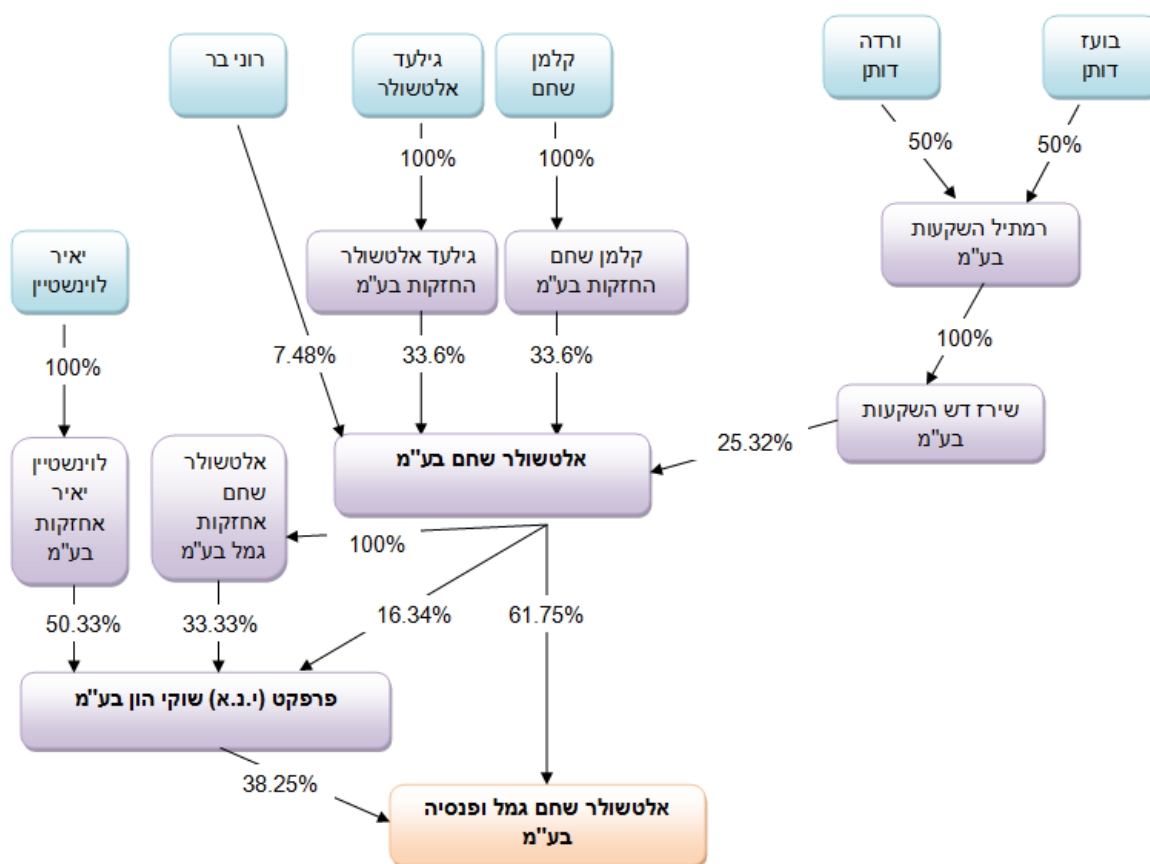 בועז
דותן
ורדה
דותן
קלמן
שחם
גילעד
אלטשולר
רוני בר
50%
50%
100%
100%
רמתיל השקעות
בע"מ
קלמן שחם
החזקות בע"מ
גילעד אלטשולר
החזקות בע"מ
יאיר
לוינשטיין
100%
33.6%
33.6%
7.48%
100%
שירז דש השקעות
בע"מ
25.32%
אלטשולר שחם בע"מ
אלטשולר
שחם
אחזקות
גמל בע"מ
לוינשטיין
יאיר
אחזקות
בע"מ
100%
61.75%
16.34%
33.33%
50.33%
פרפקט (י.נ.א) שוקי הון בע"מ
38.25%
אלטשולר שחם גמל ופנסיה
בע"מ